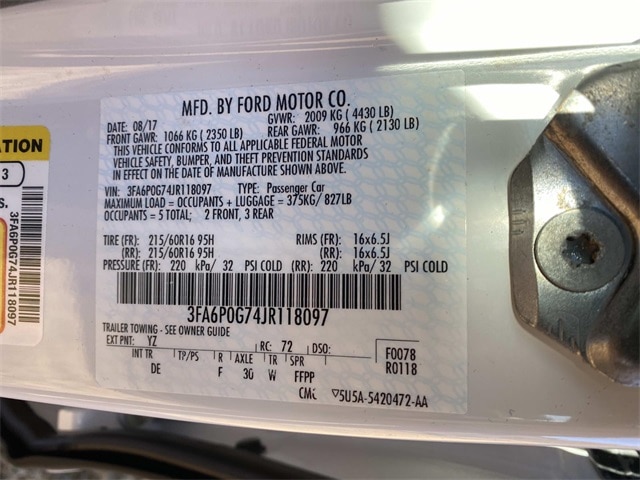 MFD. BY FORD MOTOR CO.
DATE: 08/17 GVWR: 2009 KG ( 4430 LB)
FRONT GAWR: 1066 KG ( 2350 LB) REAR GAWR: 966 KG ( 2130 LB)
THIS VEHICLE CONFORMS TO ALL APPLICABLE FEDERAL MOTOR
VEHICLE SAFETY, BUMPER, AND THEFT PREVENTION STANDARDS
IN EFFECT ON THE DATE OF MANUFACTURE SHOWN ABOVE.
VIN: 3FA6P0G74JR118097 TYPE: Passenger Car
MAXIMUM LOAD = OCCUPANTS + LUGGAGE = 375KG/ 827LB
OCCUPANTS = 5 TOTAL; 2 FRONT, 3 REAR
TIRE (FR): 215/60R16 95H RIMS (FR): 16x6.5J
(RR): 215/60R16 95H (RR): 16x6.5J
PRESSURE (FR): 220 kPa/ 32 PSI COLD (RR): 220 kPa/ 32 PSI COLD
3FA6P0G74JR118097
TRAILER TOWING - SEE OWNER GUIDE
EXT PNT: YZ RC: 72 DSO: F0078
INT TR TP/PS R AXLE TR SPR R0118
DE F 30 W FFPP
5U5A-5420472-AA
3
s.
3FA6P0G74JR118097